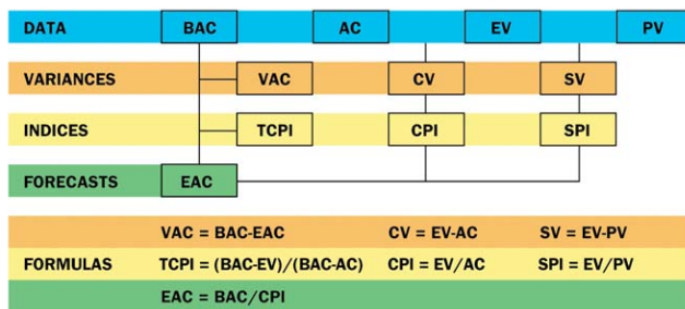 DATA BAC AC EV PV
VARIANCES VAC CV SV
INDICES TCPI CPI SPI
FORECASTS EAC
VAC = BAC-EAC CV = EV-AC SV = EV-PV
FORMULAS TCPI = (BAC-EV)/(BAC-AC) CPI = EV/AC SPI = EV/PV
EAC = BAC/CPI